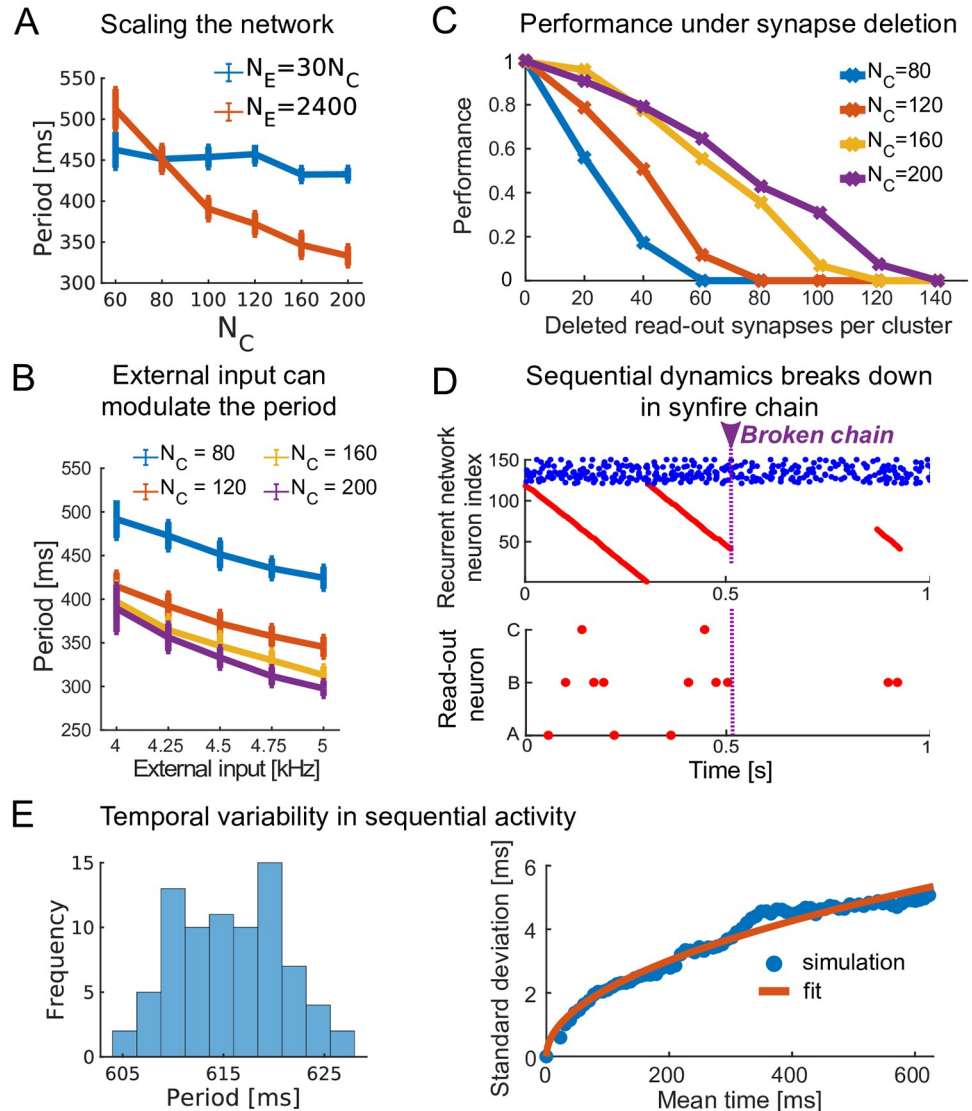 A
Scaling the network
N_E=30N_C
N_E=2400
550
500
450
400
350
300
Period [ms]
60 80 100 120 160 200
N_C
C
Performance under synapse deletion
N_C=80
N_C=120
N_C=160
N_C=200
1
0.8
0.6
0.4
0.2
0
Performance
0 20 40 60 80 100 120 140
Deleted read-out synapses per cluster
B
External input can
modulate the period
N_C = 80
N_C = 160
N_C = 120
N_C = 200
550
500
450
400
350
300
250
Period [ms]
4 4.25 4.5 4.75 5
External input [kHz]
D
Sequential dynamics breaks down
in synfire chain
Broken chain
Recurrent network
neuron index
150
100
50
0 0.5 1
Read-out
neuron
C
B
A
0 0.5 1
Time [s]
E
Temporal variability in sequential activity
15
10
5
0
Frequency
605 615 625
Period [ms]
Standard deviation [ms]
6
4
2
0
simulation
fit
0 200 400 600
Mean time [ms]